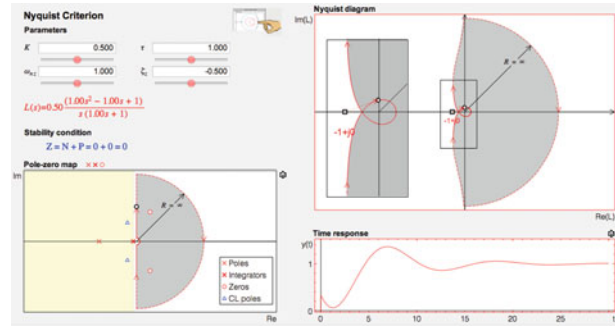 Nyquist Criterion
Parameters
K 0.500 τ 1.000
ω_{n,c} 1.000 ζ_c -0.500
L(s)=0.50 (1.00s²−1.00s+1) / s (1.00s+1)
Stability condition
Z = N + P = 0 + 0 = 0
Pole-zero map
Im
R = ∞
Poles
Integrators
Zeros
CL poles
Re
Nyquist diagram
Im(L)
R = ∞
-1+j0
-1+j0
Re(L)
Time response
y(t)
1
0
0 5 10 15 20 25